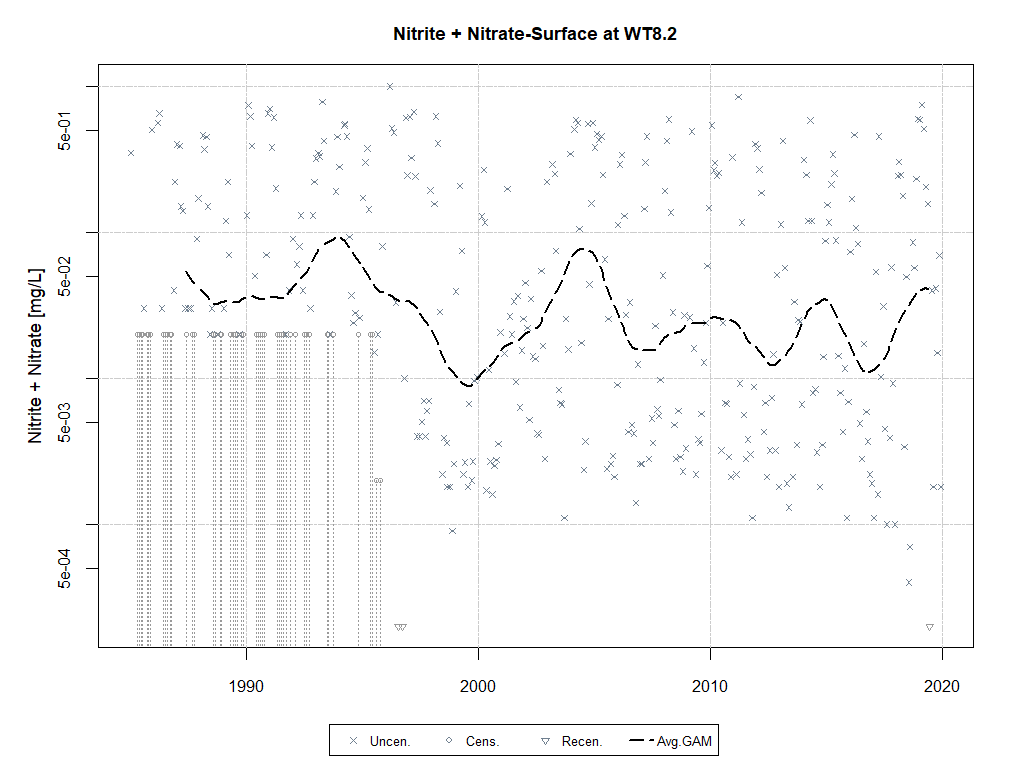 Nitrite + Nitrate-Surface at WT8.2
Nitrite + Nitrate [mg/L]
5e-01
5e-02
5e-03
5e-04
1990 2000 2010 2020
Uncen. Cens. Recen. Avg.GAM